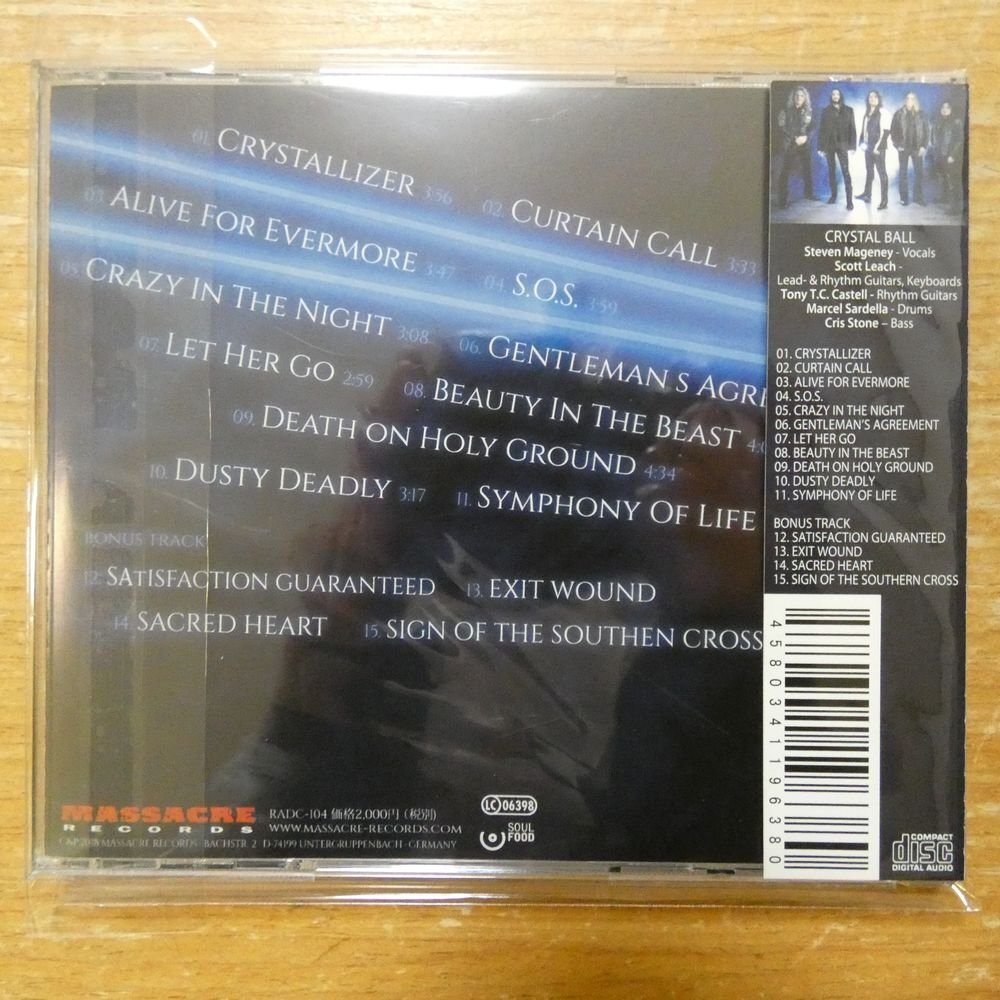 01. CRYSTALLIZER 3:56
02. CURTAIN CALL 3:33
03. ALIVE FOR EVERMORE 3:47
04. S.O.S. 3:59
05. CRAZY IN THE NIGHT 3:08
06. GENTLEMAN S AGRE
07. LET HER GO 2:59
08. BEAUTY IN THE BEAST
09. DEATH ON HOLY GROUND 4:34
10. DUSTY DEADLY 3:17
11. SYMPHONY OF LIFE
BONUS TRACK
12. SATISFACTION GUARANTEED
13. EXIT WOUND
14. SACRED HEART
15. SIGN OF THE SOUTHEN CROSS
MASSACRE
RECORDS
RADC-104 価格2,000円 (税別)
WWW.MASSACRE-RECORDS.COM
C&P 2018 MASSACRE RECORDS · BACHSTR. 2 · D-74199 UNTERGRUPPENBACH · GERMANY
LC 06398
SOUL
FOOD
CRYSTAL BALL
Steven Mageney - Vocals
Scott Leach -
Lead- & Rhythm Guitars, Keyboards
Tony T.C. Castell - Rhythm Guitars
Marcel Sardella - Drums
Cris Stone – Bass
01. CRYSTALLIZER
02. CURTAIN CALL
03. ALIVE FOR EVERMORE
04. S.O.S.
05. CRAZY IN THE NIGHT
06. GENTLEMAN'S AGREEMENT
07. LET HER GO
08. BEAUTY IN THE BEAST
09. DEATH ON HOLY GROUND
10. DUSTY DEADLY
11. SYMPHONY OF LIFE
BONUS TRACK
12. SATISFACTION GUARANTEED
13. EXIT WOUND
14. SACRED HEART
15. SIGN OF THE SOUTHERN CROSS
4580341196380
COMPACT
disc
DIGITAL AUDIO